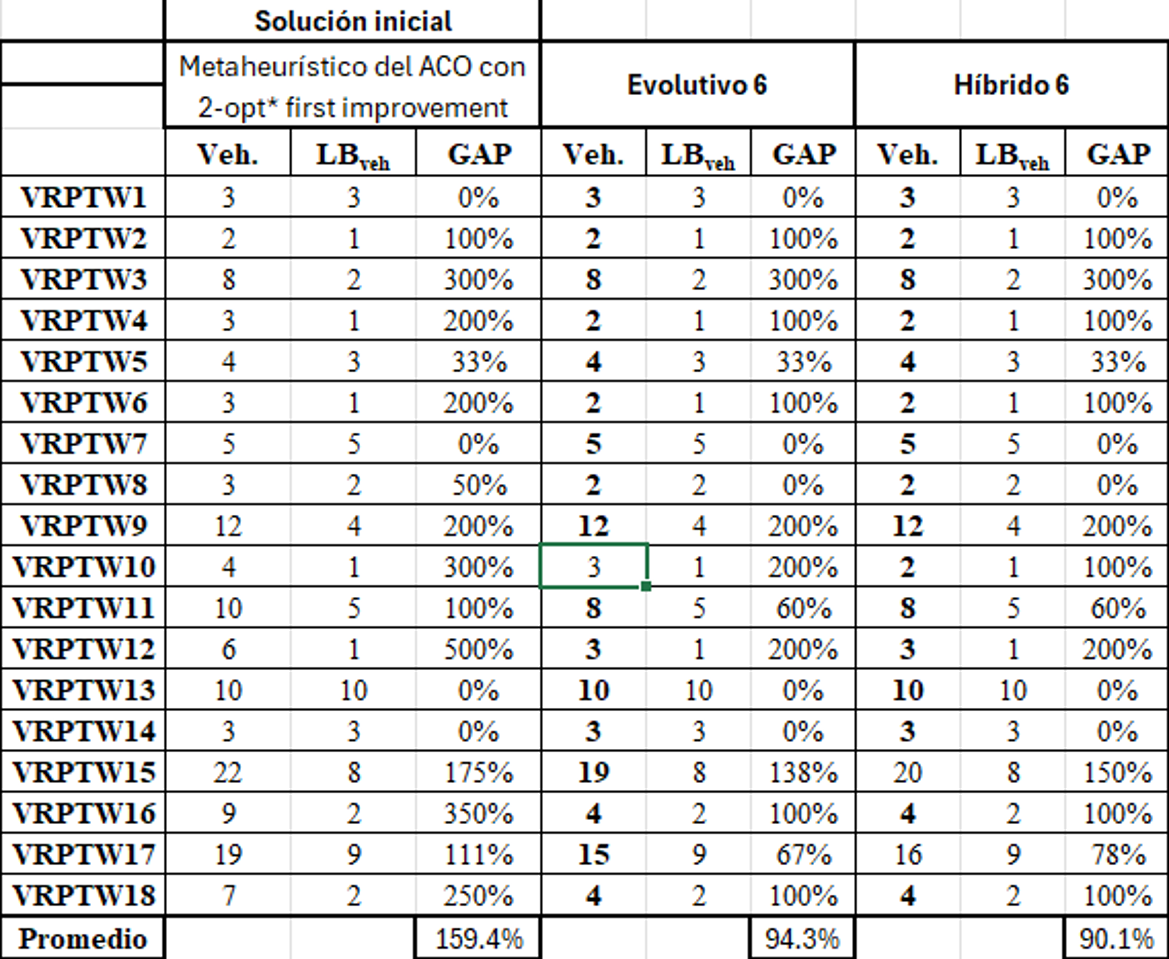 Solución inicial
Metaheurístico del ACO con
2-opt* first improvement
Evolutivo 6 Híbrido 6
Veh. LBveh GAP Veh. LBveh GAP Veh. LBveh GAP
VRPTW1 3 3 0% 3 3 0% 3 3 0%
VRPTW2 2 1 100% 2 1 100% 2 1 100%
VRPTW3 8 2 300% 8 2 300% 8 2 300%
VRPTW4 3 1 200% 2 1 100% 2 1 100%
VRPTW5 4 3 33% 4 3 33% 4 3 33%
VRPTW6 3 1 200% 2 1 100% 2 1 100%
VRPTW7 5 5 0% 5 5 0% 5 5 0%
VRPTW8 3 2 50% 2 2 0% 2 2 0%
VRPTW9 12 4 200% 12 4 200% 12 4 200%
VRPTW10 4 1 300% 3 1 200% 2 1 100%
VRPTW11 10 5 100% 8 5 60% 8 5 60%
VRPTW12 6 1 500% 3 1 200% 3 1 200%
VRPTW13 10 10 0% 10 10 0% 10 10 0%
VRPTW14 3 3 0% 3 3 0% 3 3 0%
VRPTW15 22 8 175% 19 8 138% 20 8 150%
VRPTW16 9 2 350% 4 2 100% 4 2 100%
VRPTW17 19 9 111% 15 9 67% 16 9 78%
VRPTW18 7 2 250% 4 2 100% 4 2 100%
Promedio 159.4% 94.3% 90.1%